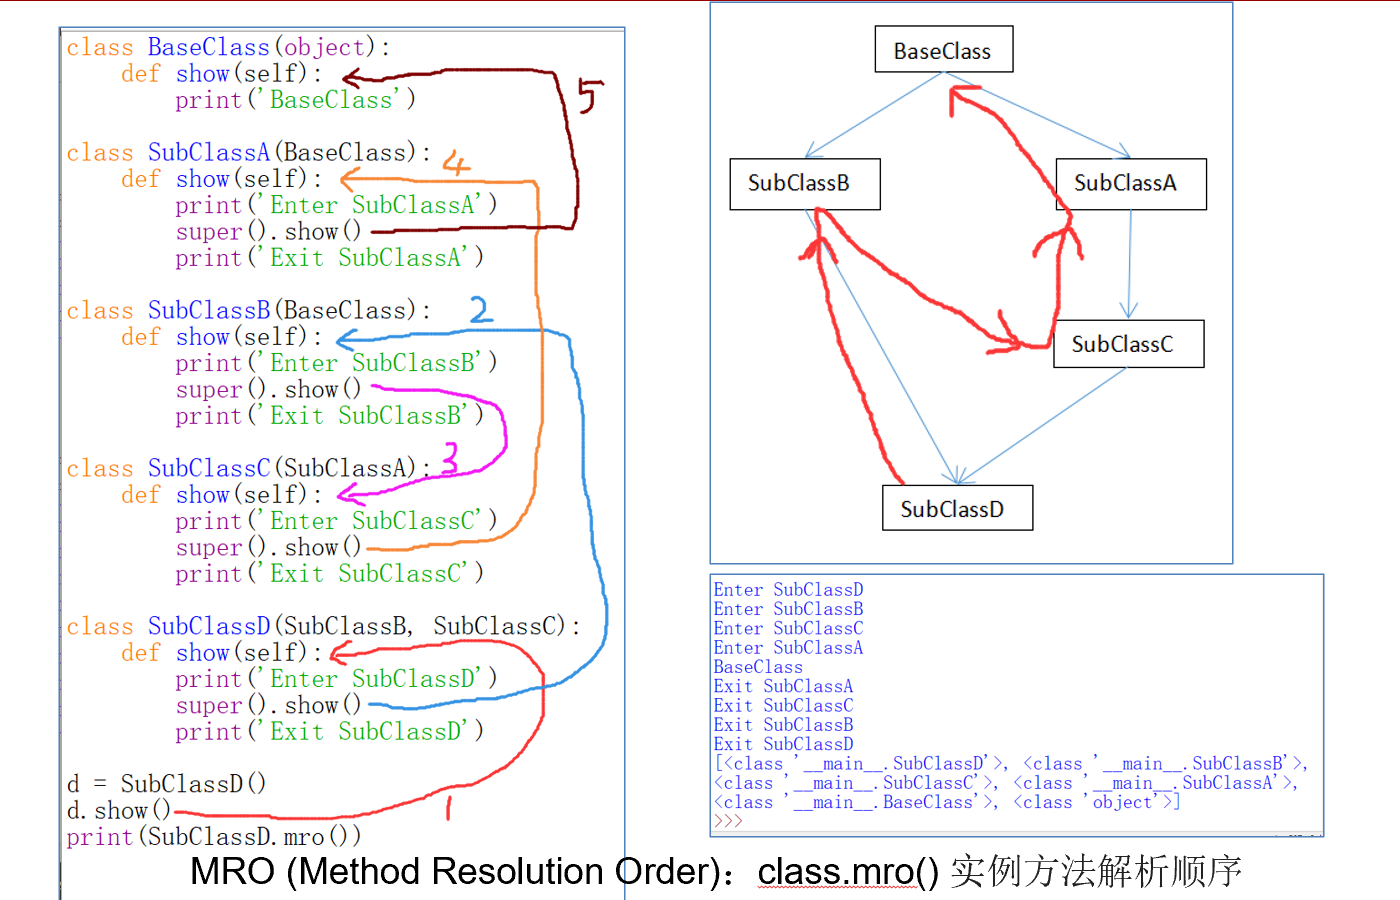 class BaseClass(object):
    def show(self):
        print('BaseClass')
class SubClassA(BaseClass):
    def show(self):
        print('Enter SubClassA')
        super().show()
        print('Exit SubClassA')
class SubClassB(BaseClass):
    def show(self):
        print('Enter SubClassB')
        super().show()
        print('Exit SubClassB')
class SubClassC(SubClassA):
    def show(self):
        print('Enter SubClassC')
        super().show()
        print('Exit SubClassC')
class SubClassD(SubClassB, SubClassC):
    def show(self):
        print('Enter SubClassD')
        super().show()
        print('Exit SubClassD')
d = SubClassD()
d.show()
print(SubClassD.mro())
5
4
2
3
1
BaseClass
SubClassB
SubClassA
SubClassC
SubClassD
Enter SubClassD
Enter SubClassB
Enter SubClassC
Enter SubClassA
BaseClass
Exit SubClassA
Exit SubClassC
Exit SubClassB
Exit SubClassD
[<class '__main__.SubClassD'>, <class '__main__.SubClassB'>,
<class '__main__.SubClassC'>, <class '__main__.SubClassA'>,
<class '__main__.BaseClass'>, <class 'object'>]
>>>
MRO (Method Resolution Order)：class.mro() 实例方法解析顺序